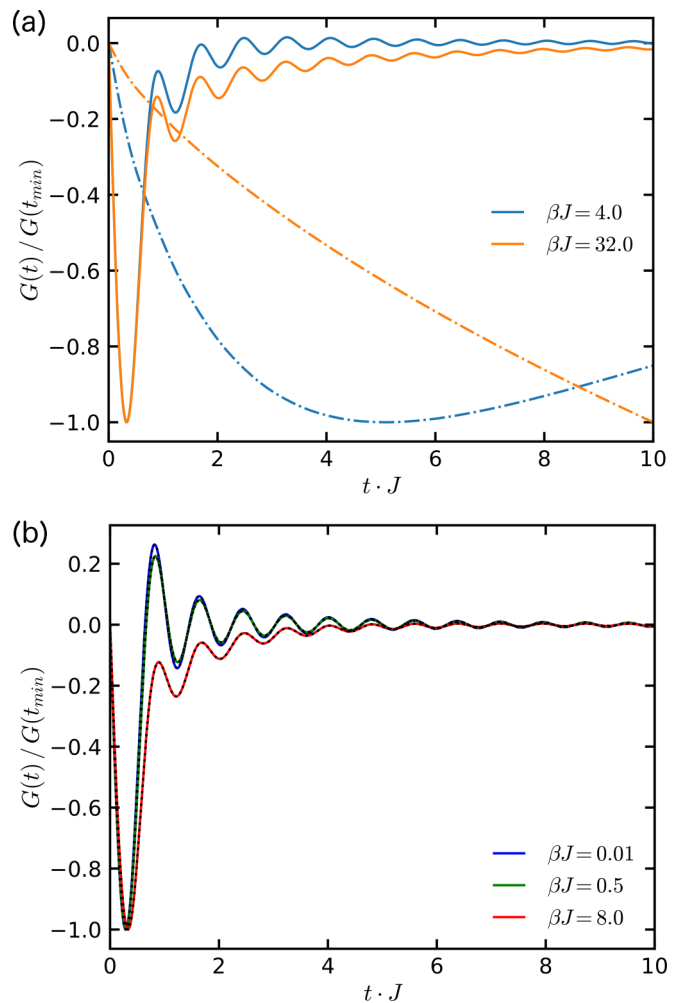 (a)
0.0
−0.2
−0.4
−0.6
−0.8
−1.0
G(t) / G(t_min)
βJ = 4.0
βJ = 32.0
0 2 4 6 8 10
t · J
(b)
0.2
0.0
−0.2
−0.4
−0.6
−0.8
−1.0
G(t) / G(t_min)
βJ = 0.01
βJ = 0.5
βJ = 8.0
0 2 4 6 8 10
t · J